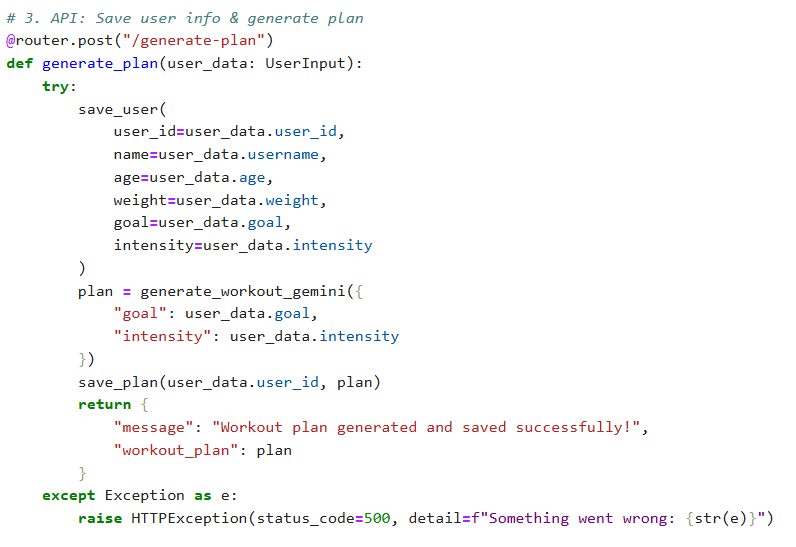 # 3. API: Save user info & generate plan
@router.post("/generate-plan")
def generate_plan(user_data: UserInput):
    try:
        save_user(
            user_id=user_data.user_id,
            name=user_data.username,
            age=user_data.age,
            weight=user_data.weight,
            goal=user_data.goal,
            intensity=user_data.intensity
        )
        plan = generate_workout_gemini({
            "goal": user_data.goal,
            "intensity": user_data.intensity
        })
        save_plan(user_data.user_id, plan)
        return {
            "message": "Workout plan generated and saved successfully!",
            "workout_plan": plan
        }
    except Exception as e:
        raise HTTPException(status_code=500, detail=f"Something went wrong: {str(e)}")